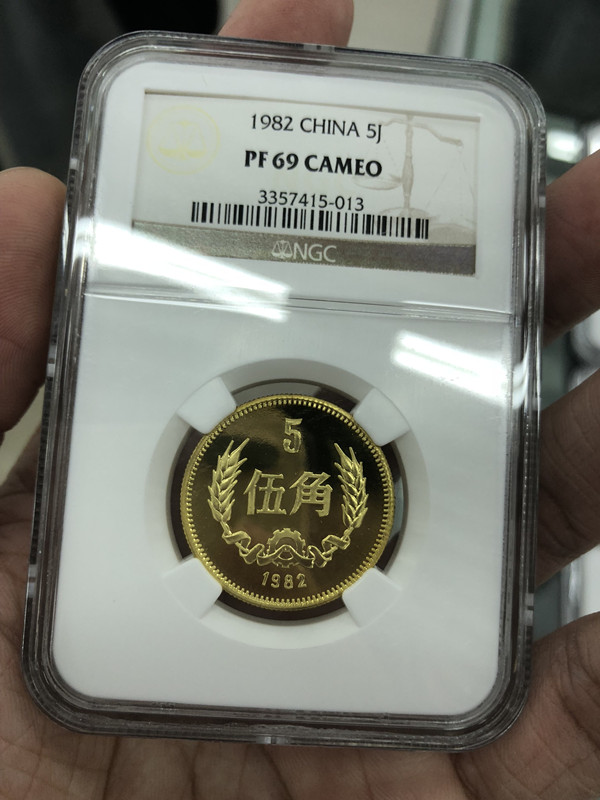 1982 CHINA 5J
PF 69 CAMEO
3357415-013
NGC
5
伍角
1982